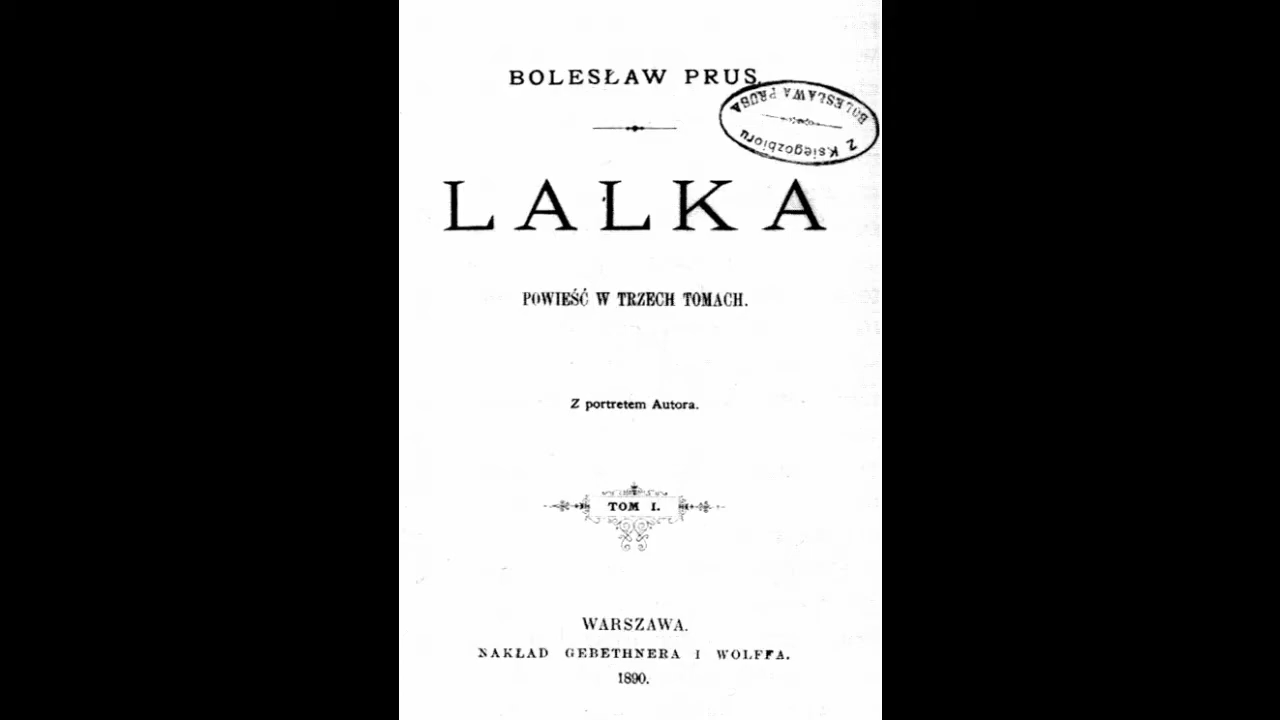 BOLESŁAW PRUS.
Z Księgozbioru
BOLESŁAWA PRUSA
LALKA
POWIEŚĆ W TRZECH TOMACH.
Z portretem Autora.
TOM I.
WARSZAWA.
NAKŁAD GEBETHNERA I WOLFFA.
1890.